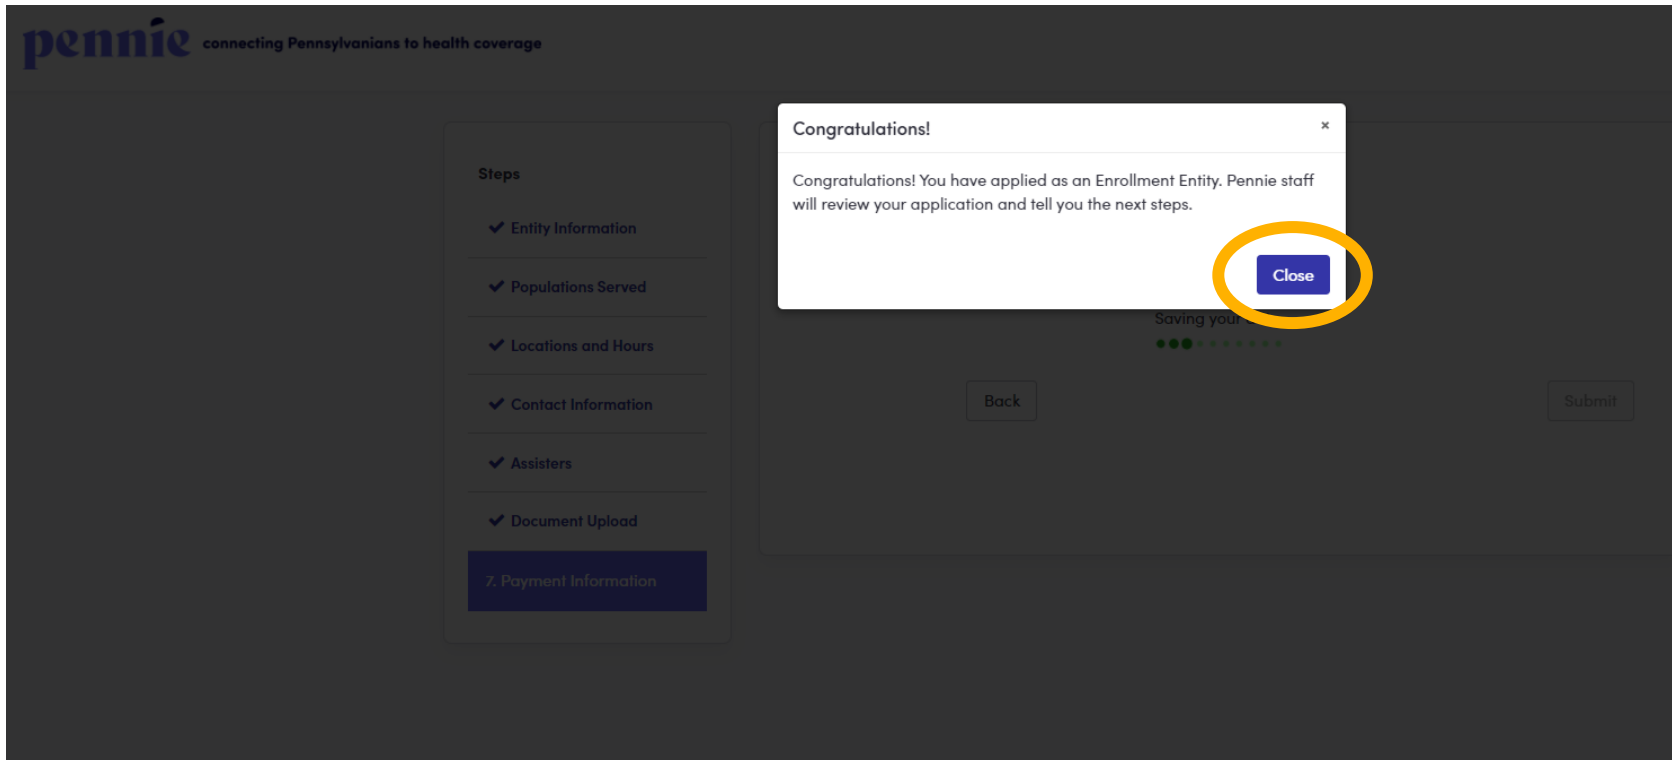 pennie connecting Pennsylvanians to health coverage
Congratulations! ×
Congratulations! You have applied as an Enrollment Entity. Pennie staff
will review your application and tell you the next steps.
Close
Steps
Entity Information
Populations Served
Locations and Hours
Contact Information
Assisters
Document Upload
7. Payment Information
Saving your
Back
Submit